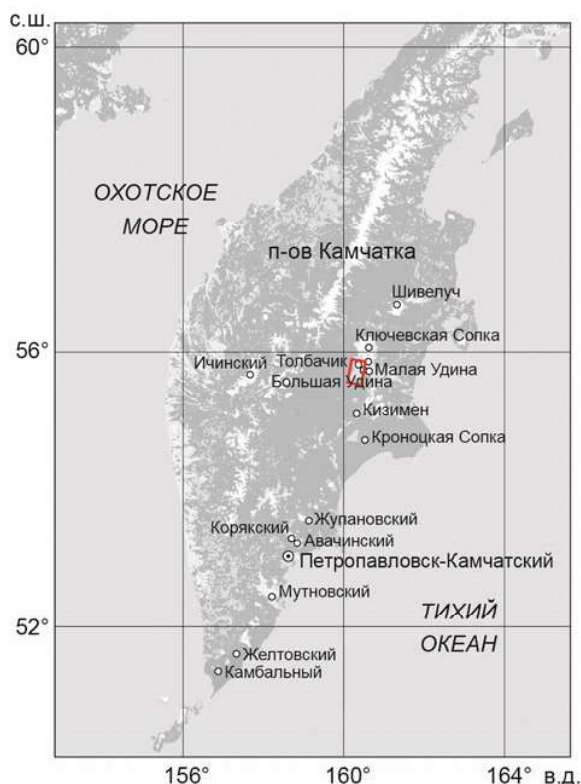 с.ш.
60°
ОХОТСКОЕ
МОРЕ
п-ов Камчатка
Шивелуч
Ключевская Сопка
56°
Ичинский
Толбачик
Малая Удина
Большая Удина
Кизимен
Кроноцкая Сопка
Жупановский
Корякский
Авачинский
Петропавловск-Камчатский
Мутновский
ТИХИЙ
ОКЕАН
52°
Желтовский
Камбальный
156°
160°
164°
в.д.